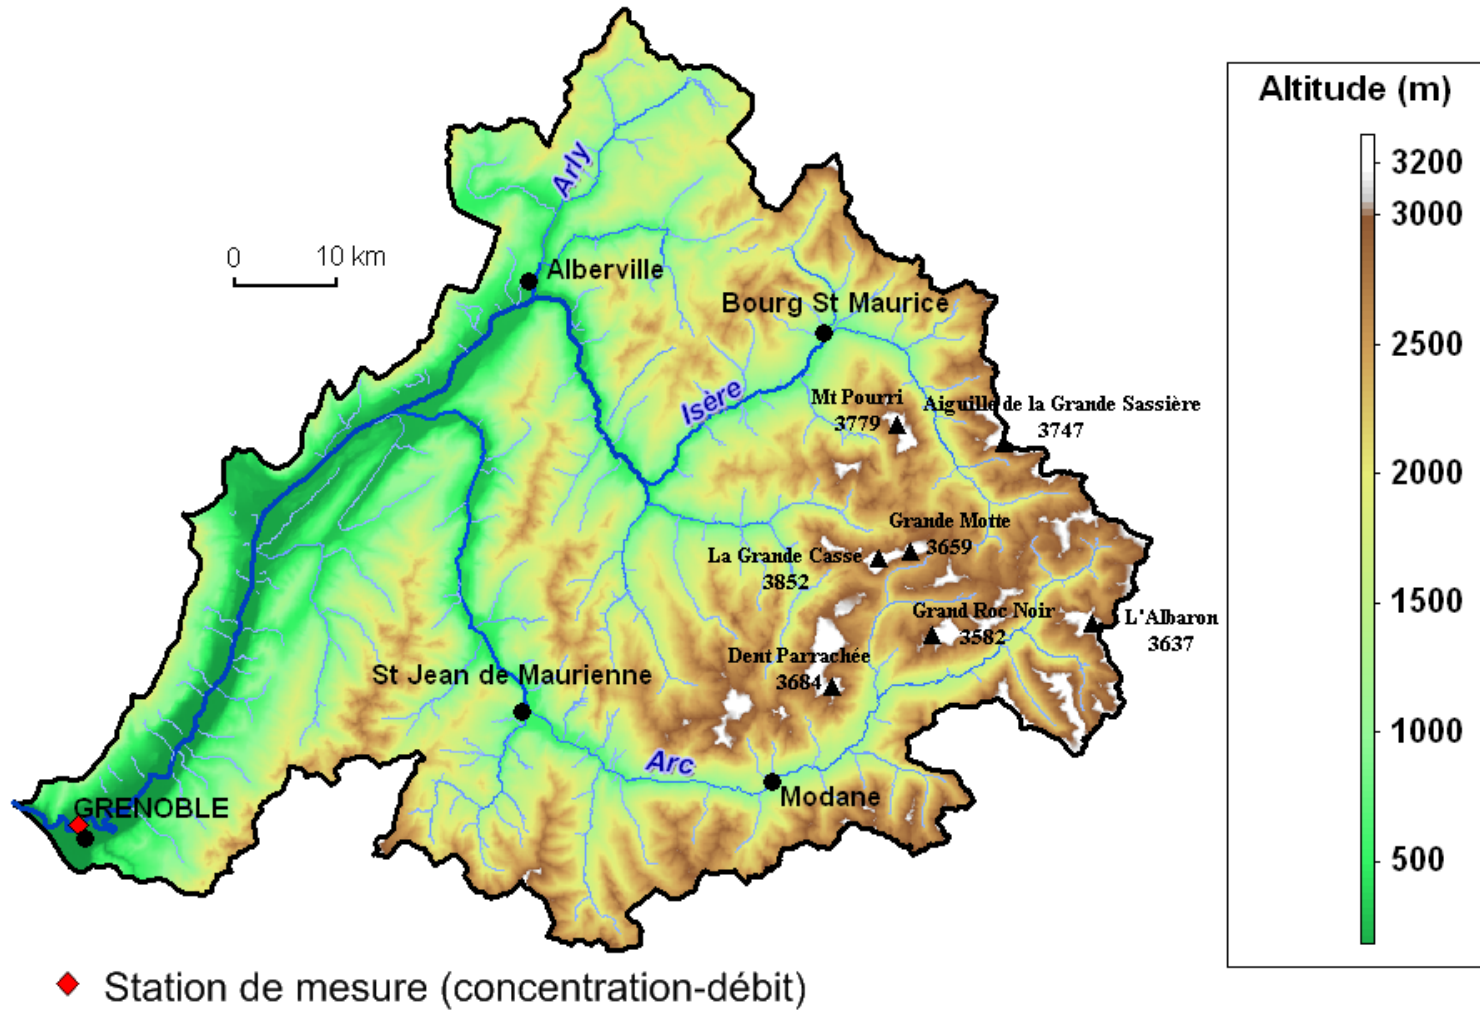 Altitude (m)
3200
3000
2500
2000
1500
1000
500
Arly
0 10 km
Alberville
Bourg St Maurice
Isère
Mt Pourri
3779
Aiguille de la Grande Sassière
3747
Grande Motte
3659
La Grande Casse
3852
Grand Roc Noir
3582
L'Albaron
3637
Dent Parrachée
3684
St Jean de Maurienne
Arc
Modane
GRENOBLE
Station de mesure (concentration-débit)